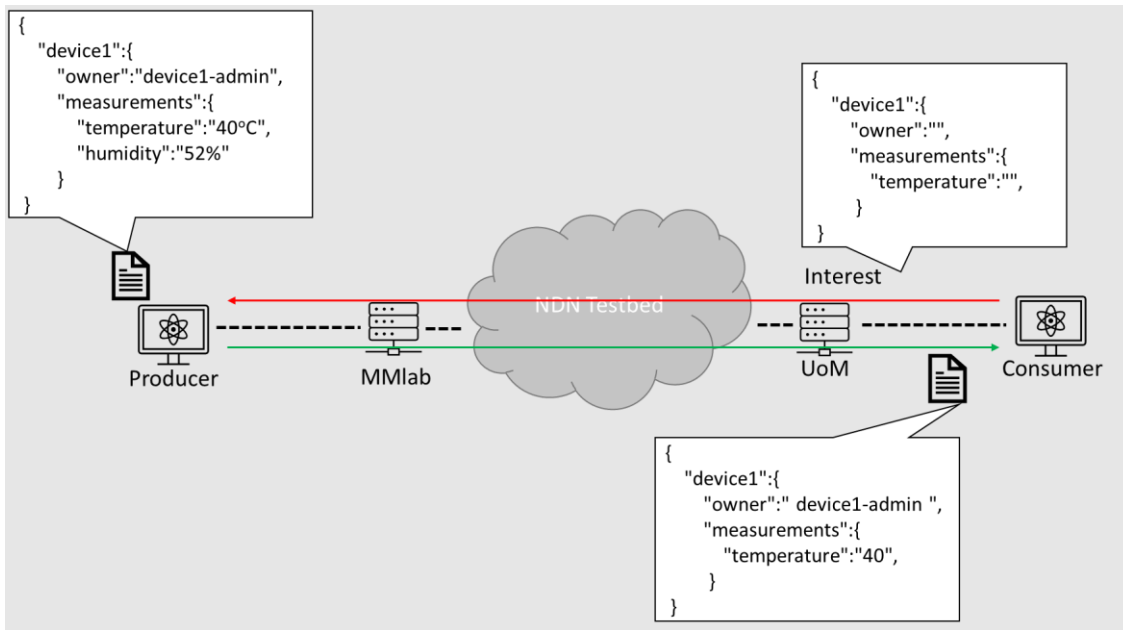 {
"device1":{
"owner":"device1-admin",
"measurements":{
"temperature":"40°C",
"humidity":"52%"
}
}
{
"device1":{
"owner":"",
"measurements":{
"temperature":"",
}
}
Interest
NDN Testbed
Producer
MMlab
UoM
Consumer
{
"device1":{
"owner":" device1-admin ",
"measurements":{
"temperature":"40",
}
}